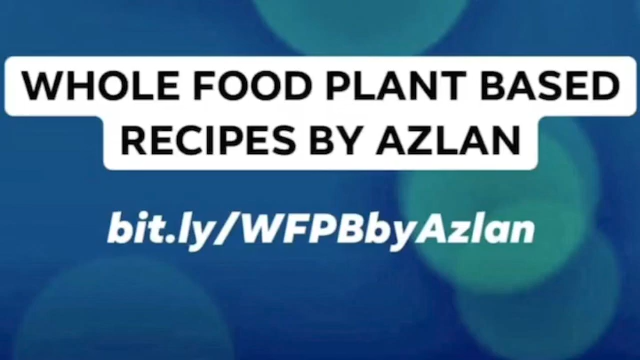 WHOLE FOOD PLANT BASED
RECIPES BY AZLAN
bit.ly/WFPBbyAzlan